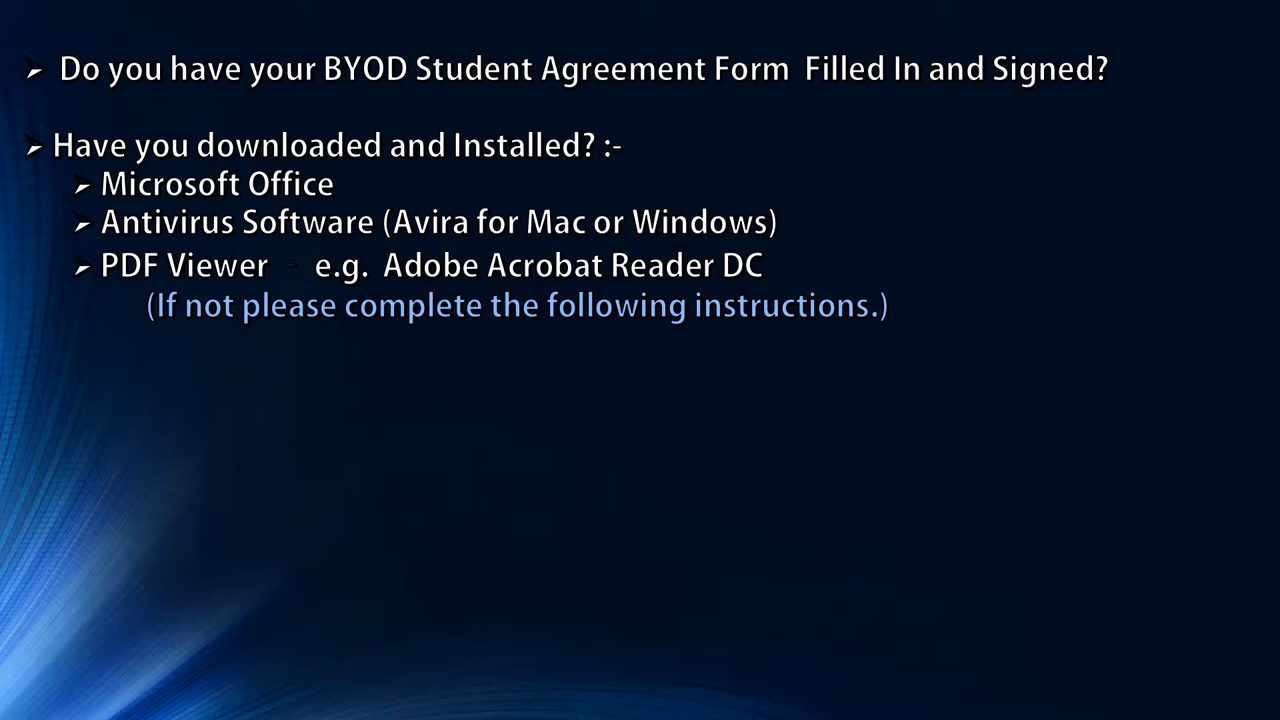 ➢ Do you have your BYOD Student Agreement Form Filled In and Signed?
➢ Have you downloaded and Installed? :-
➢ Microsoft Office
➢ Antivirus Software (Avira for Mac or Windows)
➢ PDF Viewer - e.g. Adobe Acrobat Reader DC
(If not please complete the following instructions.)